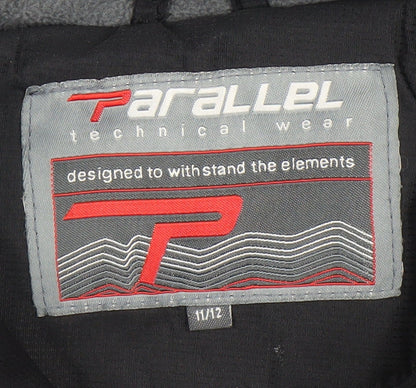 Parallel
technical wear
designed to withstand the elements
11/12